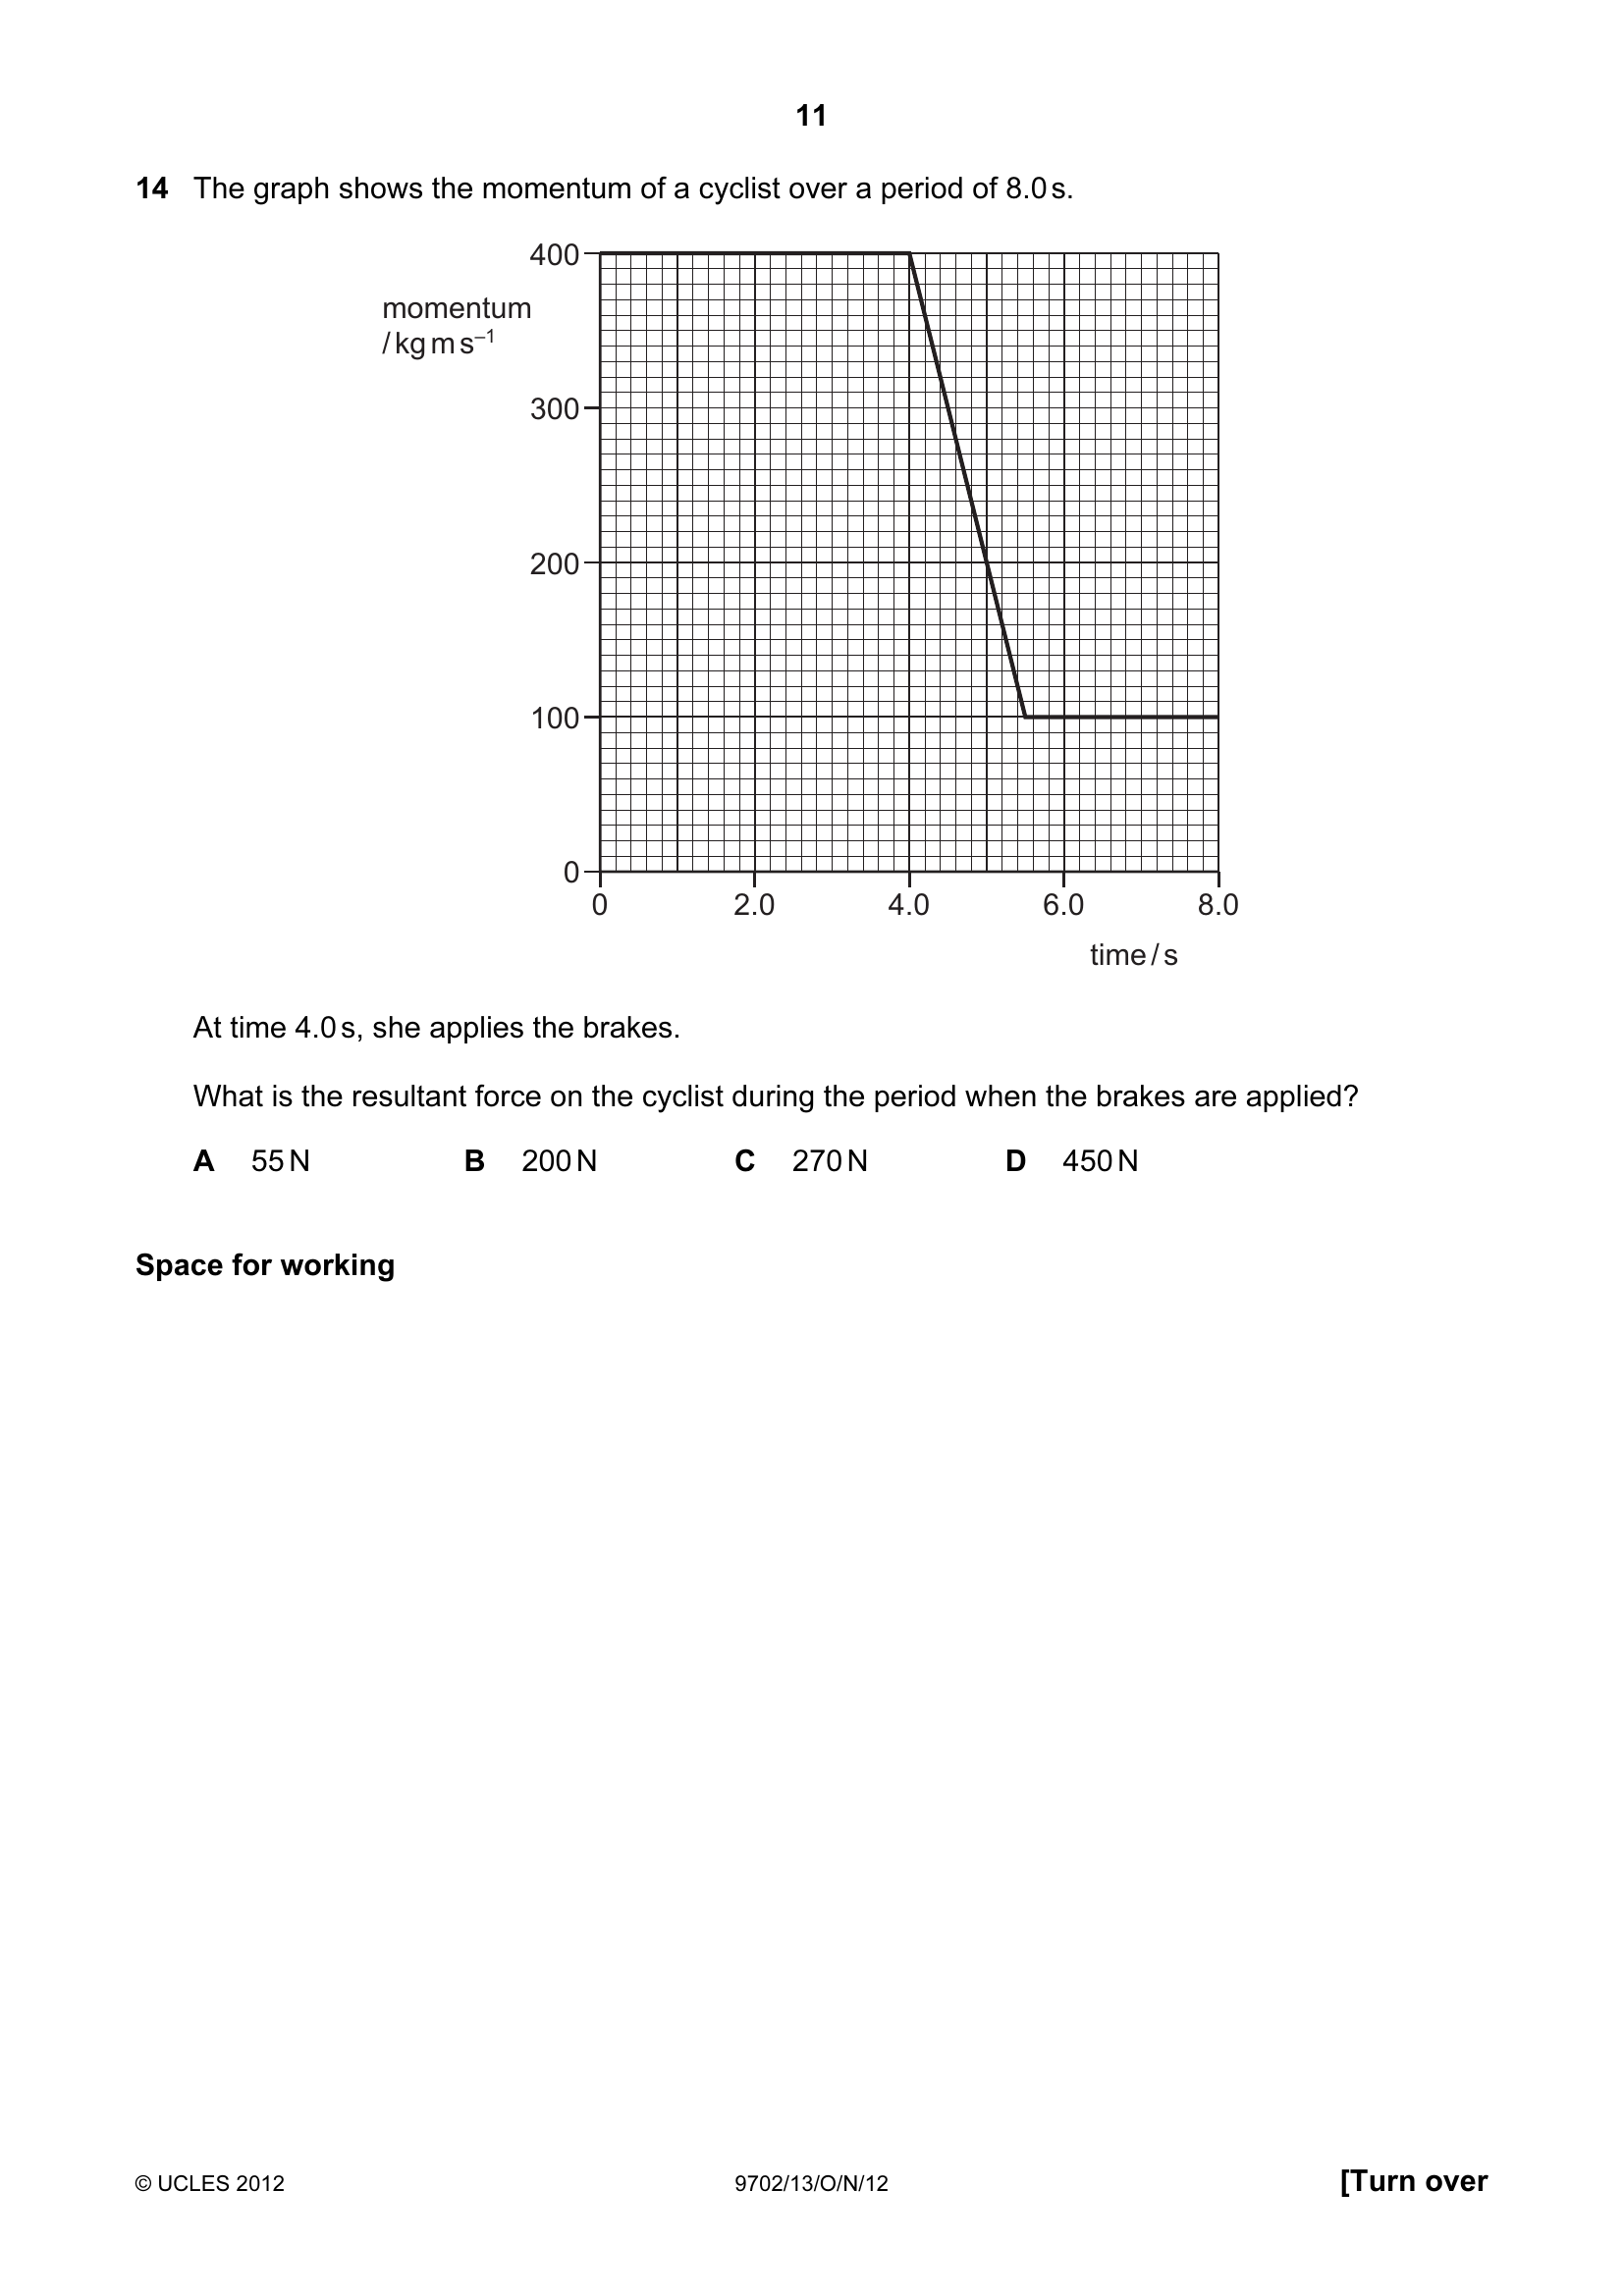 11
14 The graph shows the momentum of a cyclist over a period of 8.0 s.
400
momentum
/ kg m s⁻¹
300
200
100
0
0 2.0 4.0 6.0 8.0
time / s
At time 4.0 s, she applies the brakes.
What is the resultant force on the cyclist during the period when the brakes are applied?
A 55 N B 200 N C 270 N D 450 N
Space for working
© UCLES 2012 9702/13/O/N/12 [Turn over